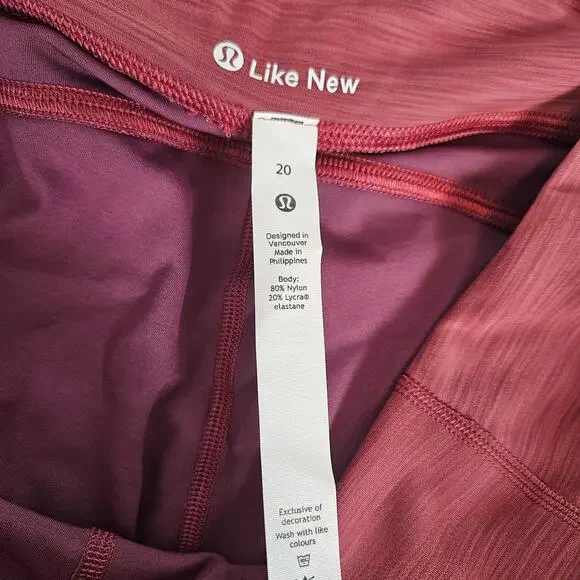 Like New
20
Designed in
Vancouver
Made in
Philippines
Body:
80% Nylon
20% Lycra®
elastane
Exclusive of
decoration
Wash with like
colours